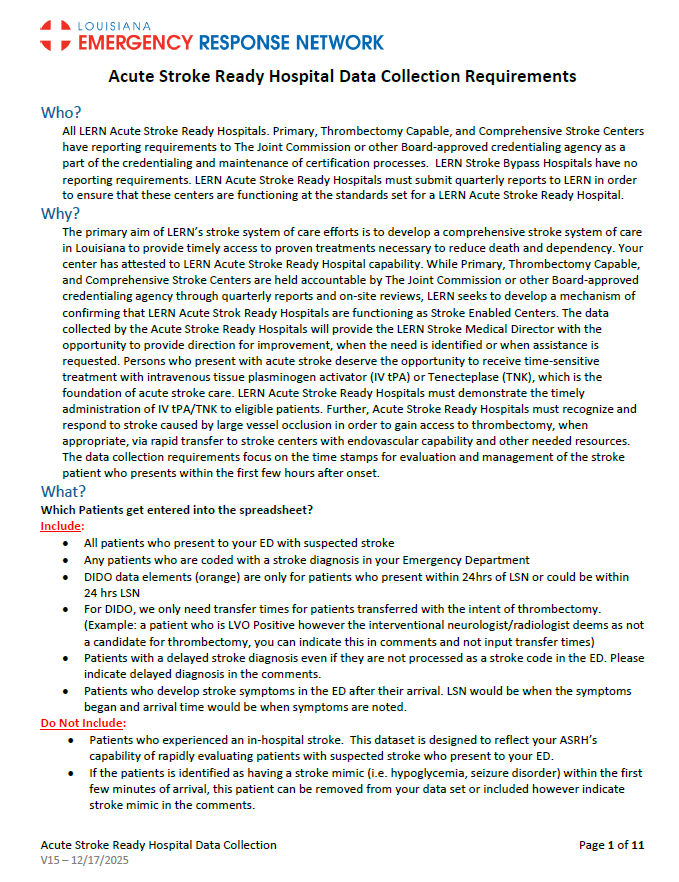 LOUISIANA
EMERGENCY RESPONSE NETWORK
Acute Stroke Ready Hospital Data Collection Requirements
Who?
All LERN Acute Stroke Ready Hospitals. Primary, Thrombectomy Capable, and Comprehensive Stroke Centers
have reporting requirements to The Joint Commission or other Board-approved credentialing agency as a
part of the credentialing and maintenance of certification processes. LERN Stroke Bypass Hospitals have no
reporting requirements. LERN Acute Stroke Ready Hospitals must submit quarterly reports to LERN in order
to ensure that these centers are functioning at the standards set for a LERN Acute Stroke Ready Hospital.
Why?
The primary aim of LERN's stroke system of care efforts is to develop a comprehensive stroke system of care
in Louisiana to provide timely access to proven treatments necessary to reduce death and dependency. Your
center has attested to LERN Acute Stroke Ready Hospital capability. While Primary, Thrombectomy Capable,
and Comprehensive Stroke Centers are held accountable by The Joint Commission or other Board-approved
credentialing agency through quarterly reports and on-site reviews, LERN seeks to develop a mechanism of
confirming that LERN Acute Strok Ready Hospitals are functioning as Stroke Enabled Centers. The data
collected by the Acute Stroke Ready Hospitals will provide the LERN Stroke Medical Director with the
opportunity to provide direction for improvement, when the need is identified or when assistance is
requested. Persons who present with acute stroke deserve the opportunity to receive time-sensitive
treatment with intravenous tissue plasminogen activator (IV tPA) or Tenecteplase (TNK), which is the
foundation of acute stroke care. LERN Acute Stroke Ready Hospitals must demonstrate the timely
administration of IV tPA/TNK to eligible patients. Further, Acute Stroke Ready Hospitals must recognize and
respond to stroke caused by large vessel occlusion in order to gain access to thrombectomy, when
appropriate, via rapid transfer to stroke centers with endovascular capability and other needed resources.
The data collection requirements focus on the time stamps for evaluation and management of the stroke
patient who presents within the first few hours after onset.
What?
Which Patients get entered into the spreadsheet?
Include:
• All patients who present to your ED with suspected stroke
• Any patients who are coded with a stroke diagnosis in your Emergency Department
• DIDO data elements (orange) are only for patients who present within 24hrs of LSN or could be within
24 hrs LSN
• For DIDO, we only need transfer times for patients transferred with the intent of thrombectomy.
(Example: a patient who is LVO Positive however the interventional neurologist/radiologist deems as not
a candidate for thrombectomy, you can indicate this in comments and not input transfer times)
• Patients with a delayed stroke diagnosis even if they are not processed as a stroke code in the ED. Please
indicate delayed diagnosis in the comments.
• Patients who develop stroke symptoms in the ED after their arrival. LSN would be when the symptoms
began and arrival time would be when symptoms are noted.
Do Not Include:
• Patients who experienced an in-hospital stroke. This dataset is designed to reflect your ASRH's
capability of rapidly evaluating patients with suspected stroke who present to your ED.
• If the patients is identified as having a stroke mimic (i.e. hypoglycemia, seizure disorder) within the first
few minutes of arrival, this patient can be removed from your data set or included however indicate
stroke mimic in the comments.
Acute Stroke Ready Hospital Data Collection Page 1 of 11
V15 – 12/17/2025